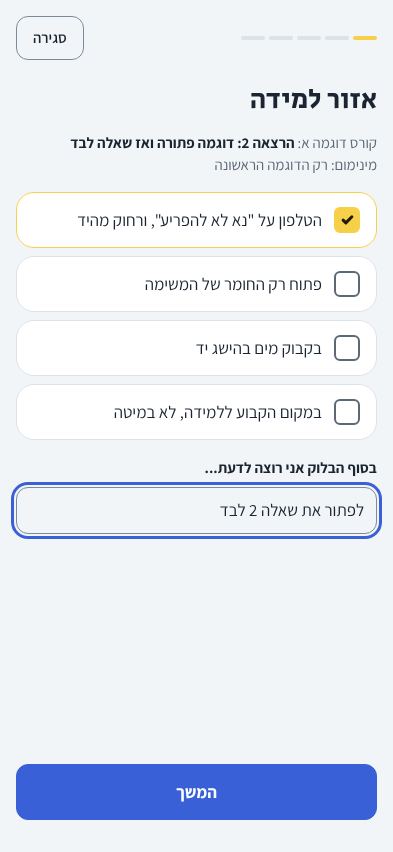 סגירה
אזור למידה
קורס דוגמה א: הרצאה 2: דוגמה פתורה ואז שאלה לבד
מינימום: רק הדוגמה הראשונה
הטלפון על "נא לא להפריע", ורחוק מהיד
פתוח רק החומר של המשימה
בקבוק מים בהישג יד
במקום הקבוע ללמידה, לא במיטה
בסוף הבלוק אני רוצה לדעת...
לפתור את שאלה 2 לבד
המשך